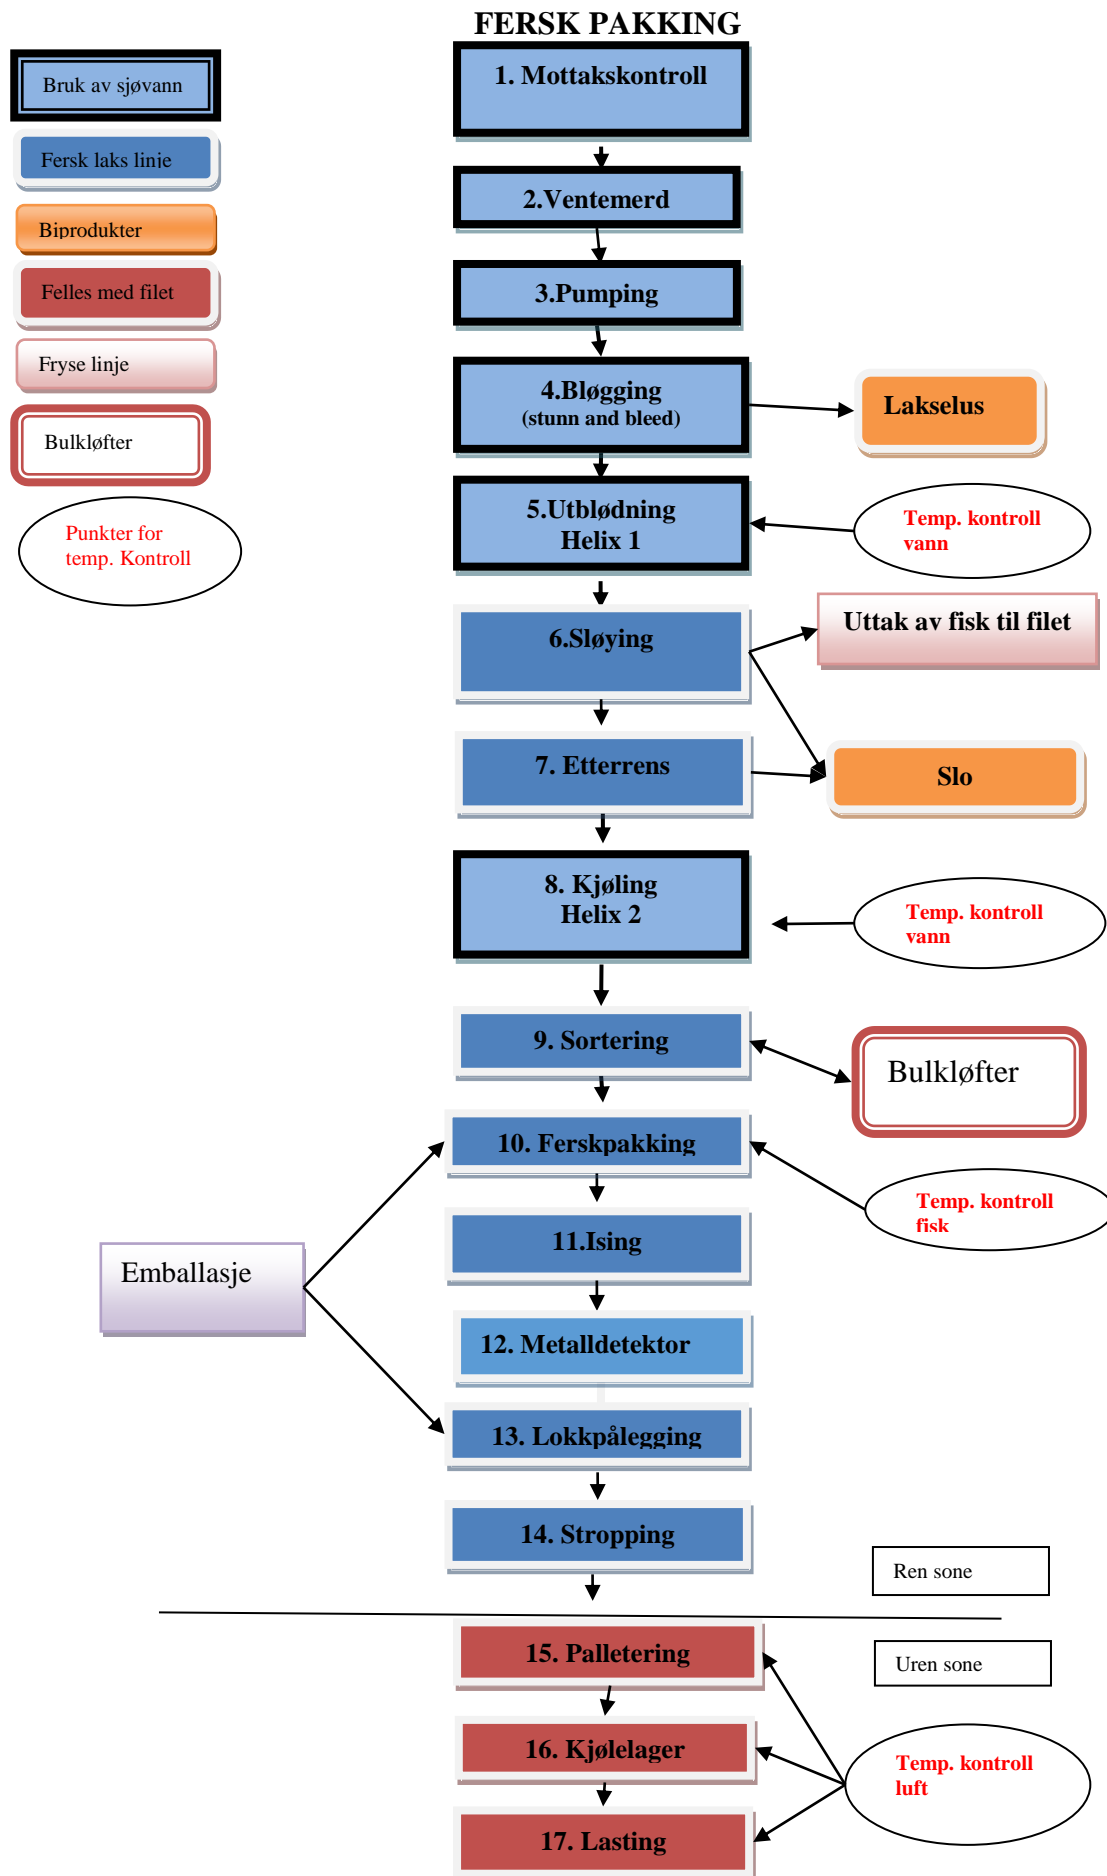 FERSK PAKKING
Bruk av sjøvann
Fersk laks linje
Biprodukter
Felles med filet
Fryse linje
Bulkløfter
Punkter for
temp. Kontroll
1. Mottakskontroll
2.Ventemerd
3.Pumping
4.Bløgging
(stunn and bleed)
Lakselus
5.Utblødning
Helix 1
Temp. kontroll
vann
6.Sløying
Uttak av fisk til filet
7. Etterrens
Slo
8. Kjøling
Helix 2
Temp. kontroll
vann
9. Sortering
Bulkløfter
10. Ferskpakking
Temp. kontroll
fisk
11.Ising
Emballasje
12. Metalldetektor
13. Lokkpålegging
14. Stropping
Ren sone
15. Palletering
Uren sone
16. Kjølelager
Temp. kontroll
luft
17. Lasting